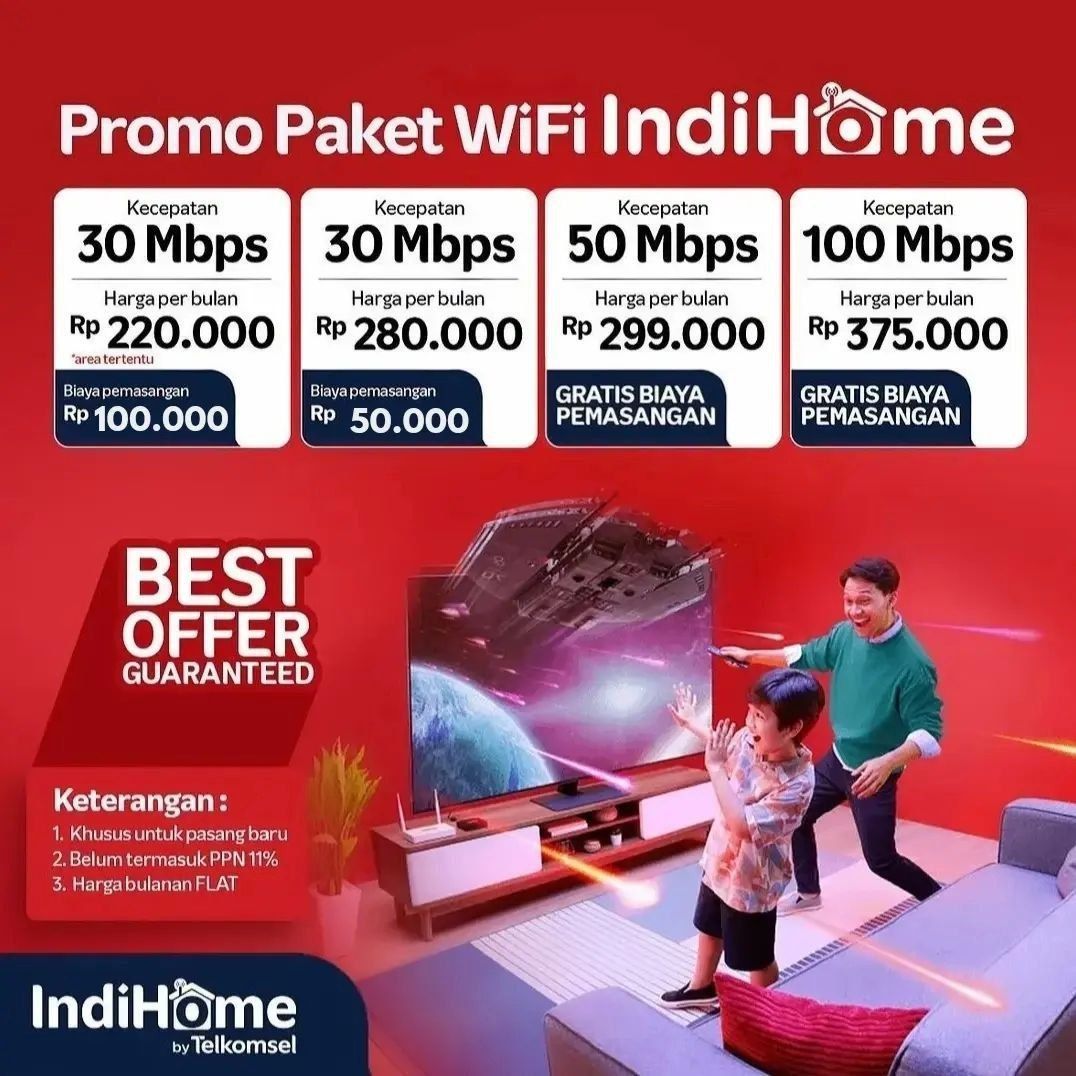 Promo Paket WiFi IndiHome
Kecepatan
30 Mbps
Harga per bulan
Rp 220.000
*area tertentu
Biaya pemasangan
Rp 100.000
Kecepatan
30 Mbps
Harga per bulan
Rp 280.000
Biaya pemasangan
Rp 50.000
Kecepatan
50 Mbps
Harga per bulan
Rp 299.000
GRATIS BIAYA
PEMASANGAN
Kecepatan
100 Mbps
Harga per bulan
Rp 375.000
GRATIS BIAYA
PEMASANGAN
BEST
OFFER
GUARANTEED
Keterangan :
1. Khusus untuk pasang baru
2. Belum termasuk PPN 11%
3. Harga bulanan FLAT
IndiHome
by Telkomsel